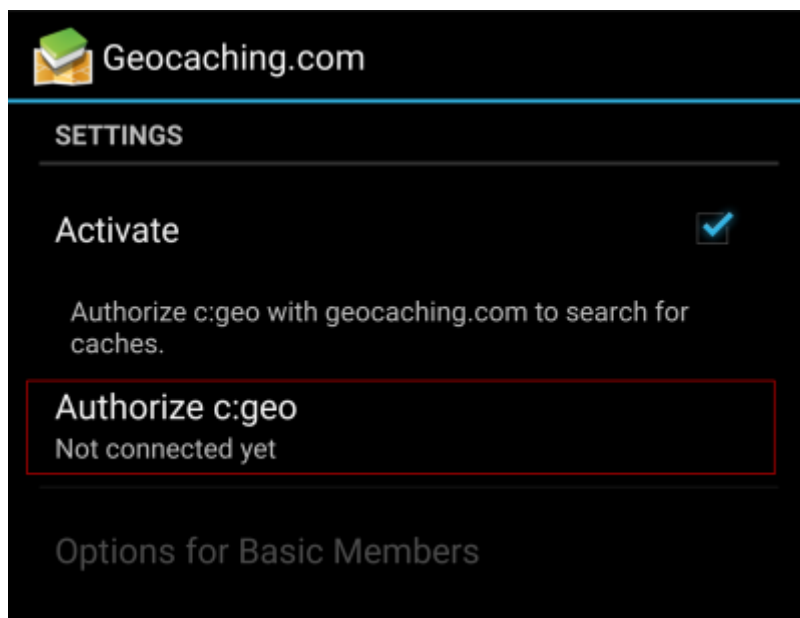 Geocaching.com
SETTINGS
Activate
Authorize c:geo with geocaching.com to search for
caches.
Authorize c:geo
Not connected yet
Options for Basic Members